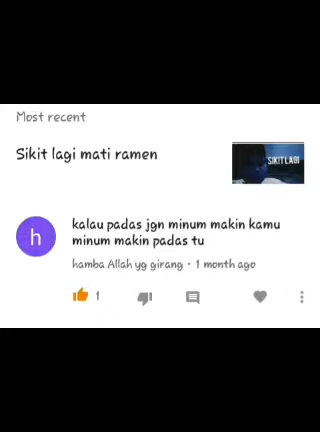 Most recent
Sikit lagi mati ramen
SIKIT LAGI
h
kalau padas jgn minum makin kamu
minum makin padas tu
hamba Allah yg girang • 1 month ago
1